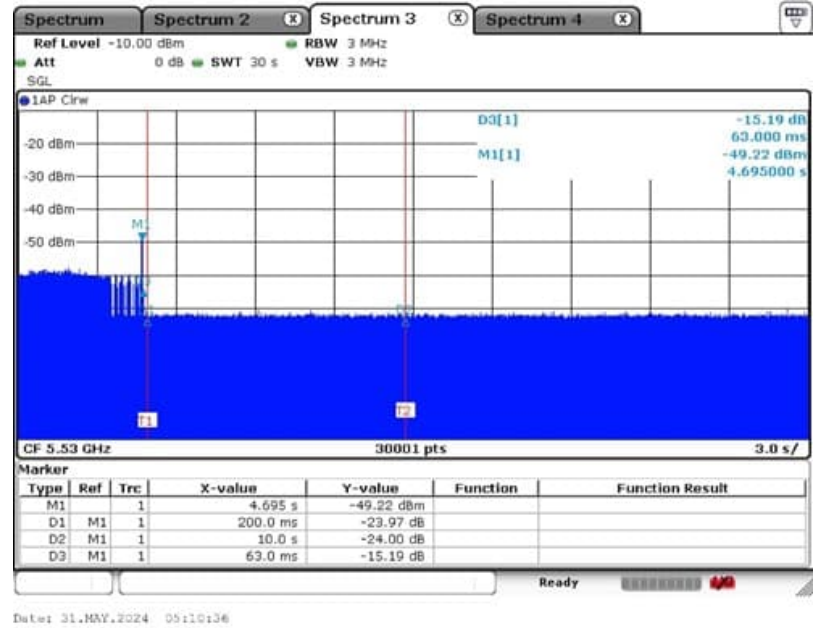 Spectrum Spectrum 2 X Spectrum 3 X Spectrum 4 X
Ref Level -10.00 dBm RBW 3 MHz
Att 0 dB SWT 30 s VBW 3 MHz
SGL
1AP Clrw
D3[1] -15.19 dB
63.000 ms
M1[1] -49.22 dBm
4.695000 s
-20 dBm
-30 dBm
-40 dBm
M1
-50 dBm
T1 T2
CF 5.53 GHz 30001 pts 3.0 s/
Marker
Type Ref Trc X-value Y-value Function Function Result
M1 1 4.695 s -49.22 dBm
D1 M1 1 200.0 ms -23.97 dB
D2 M1 1 10.0 s -24.00 dB
D3 M1 1 63.0 ms -15.19 dB
Ready
Date: 31.MAY.2024 05:10:36